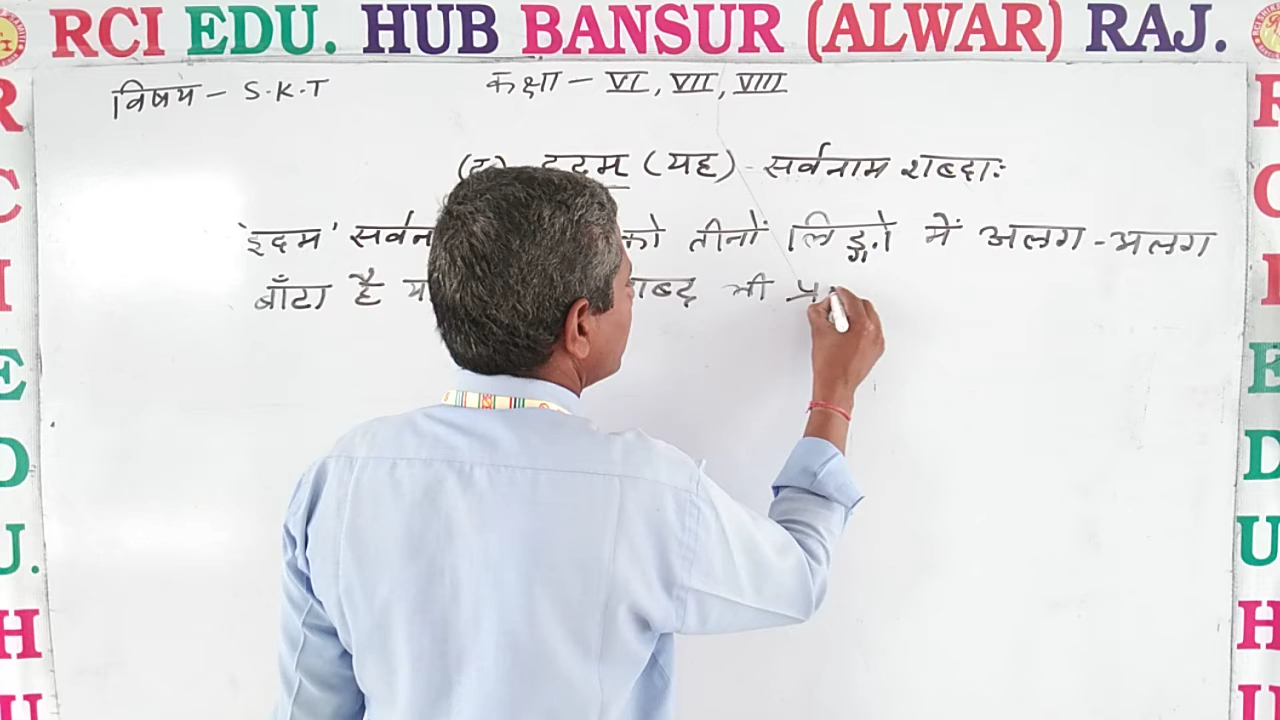 RCI EDU. HUB BANSUR (ALWAR) RAJ.
विषय - S.K.T
कक्षा - VI, VII, VIII
इदम् (यह) - सर्वनाम शब्दाः
'इदम' सर्वन को तीनों लिङ्गो में अलग-अलग
बाँटा है शब्द भी
R
C
I
E
D
U.
H
U
R
C
I
E
D
U
H
U